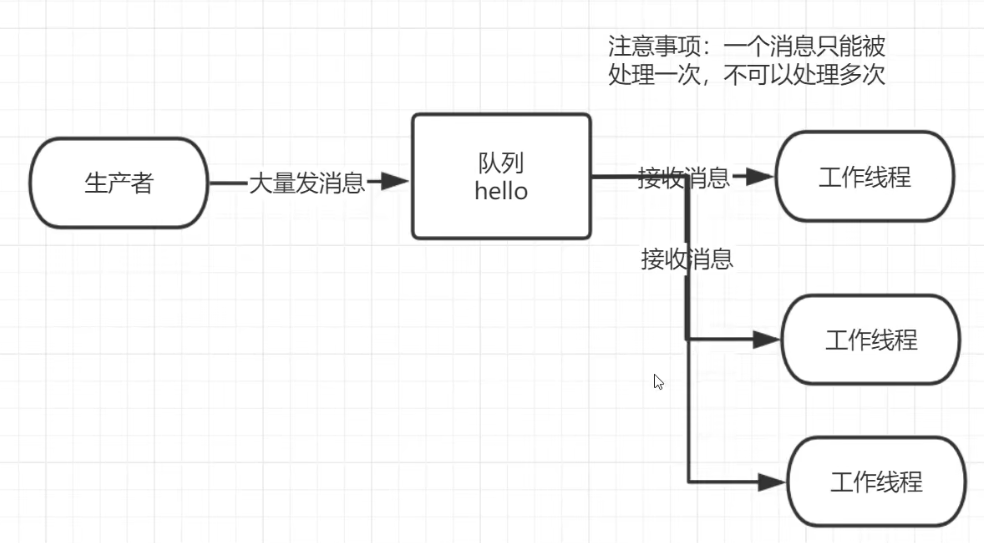 注意事项：一个消息只能被
处理一次，不可以处理多次
生产者
大量发消息
队列
hello
接收消息
工作线程
接收消息
工作线程
工作线程